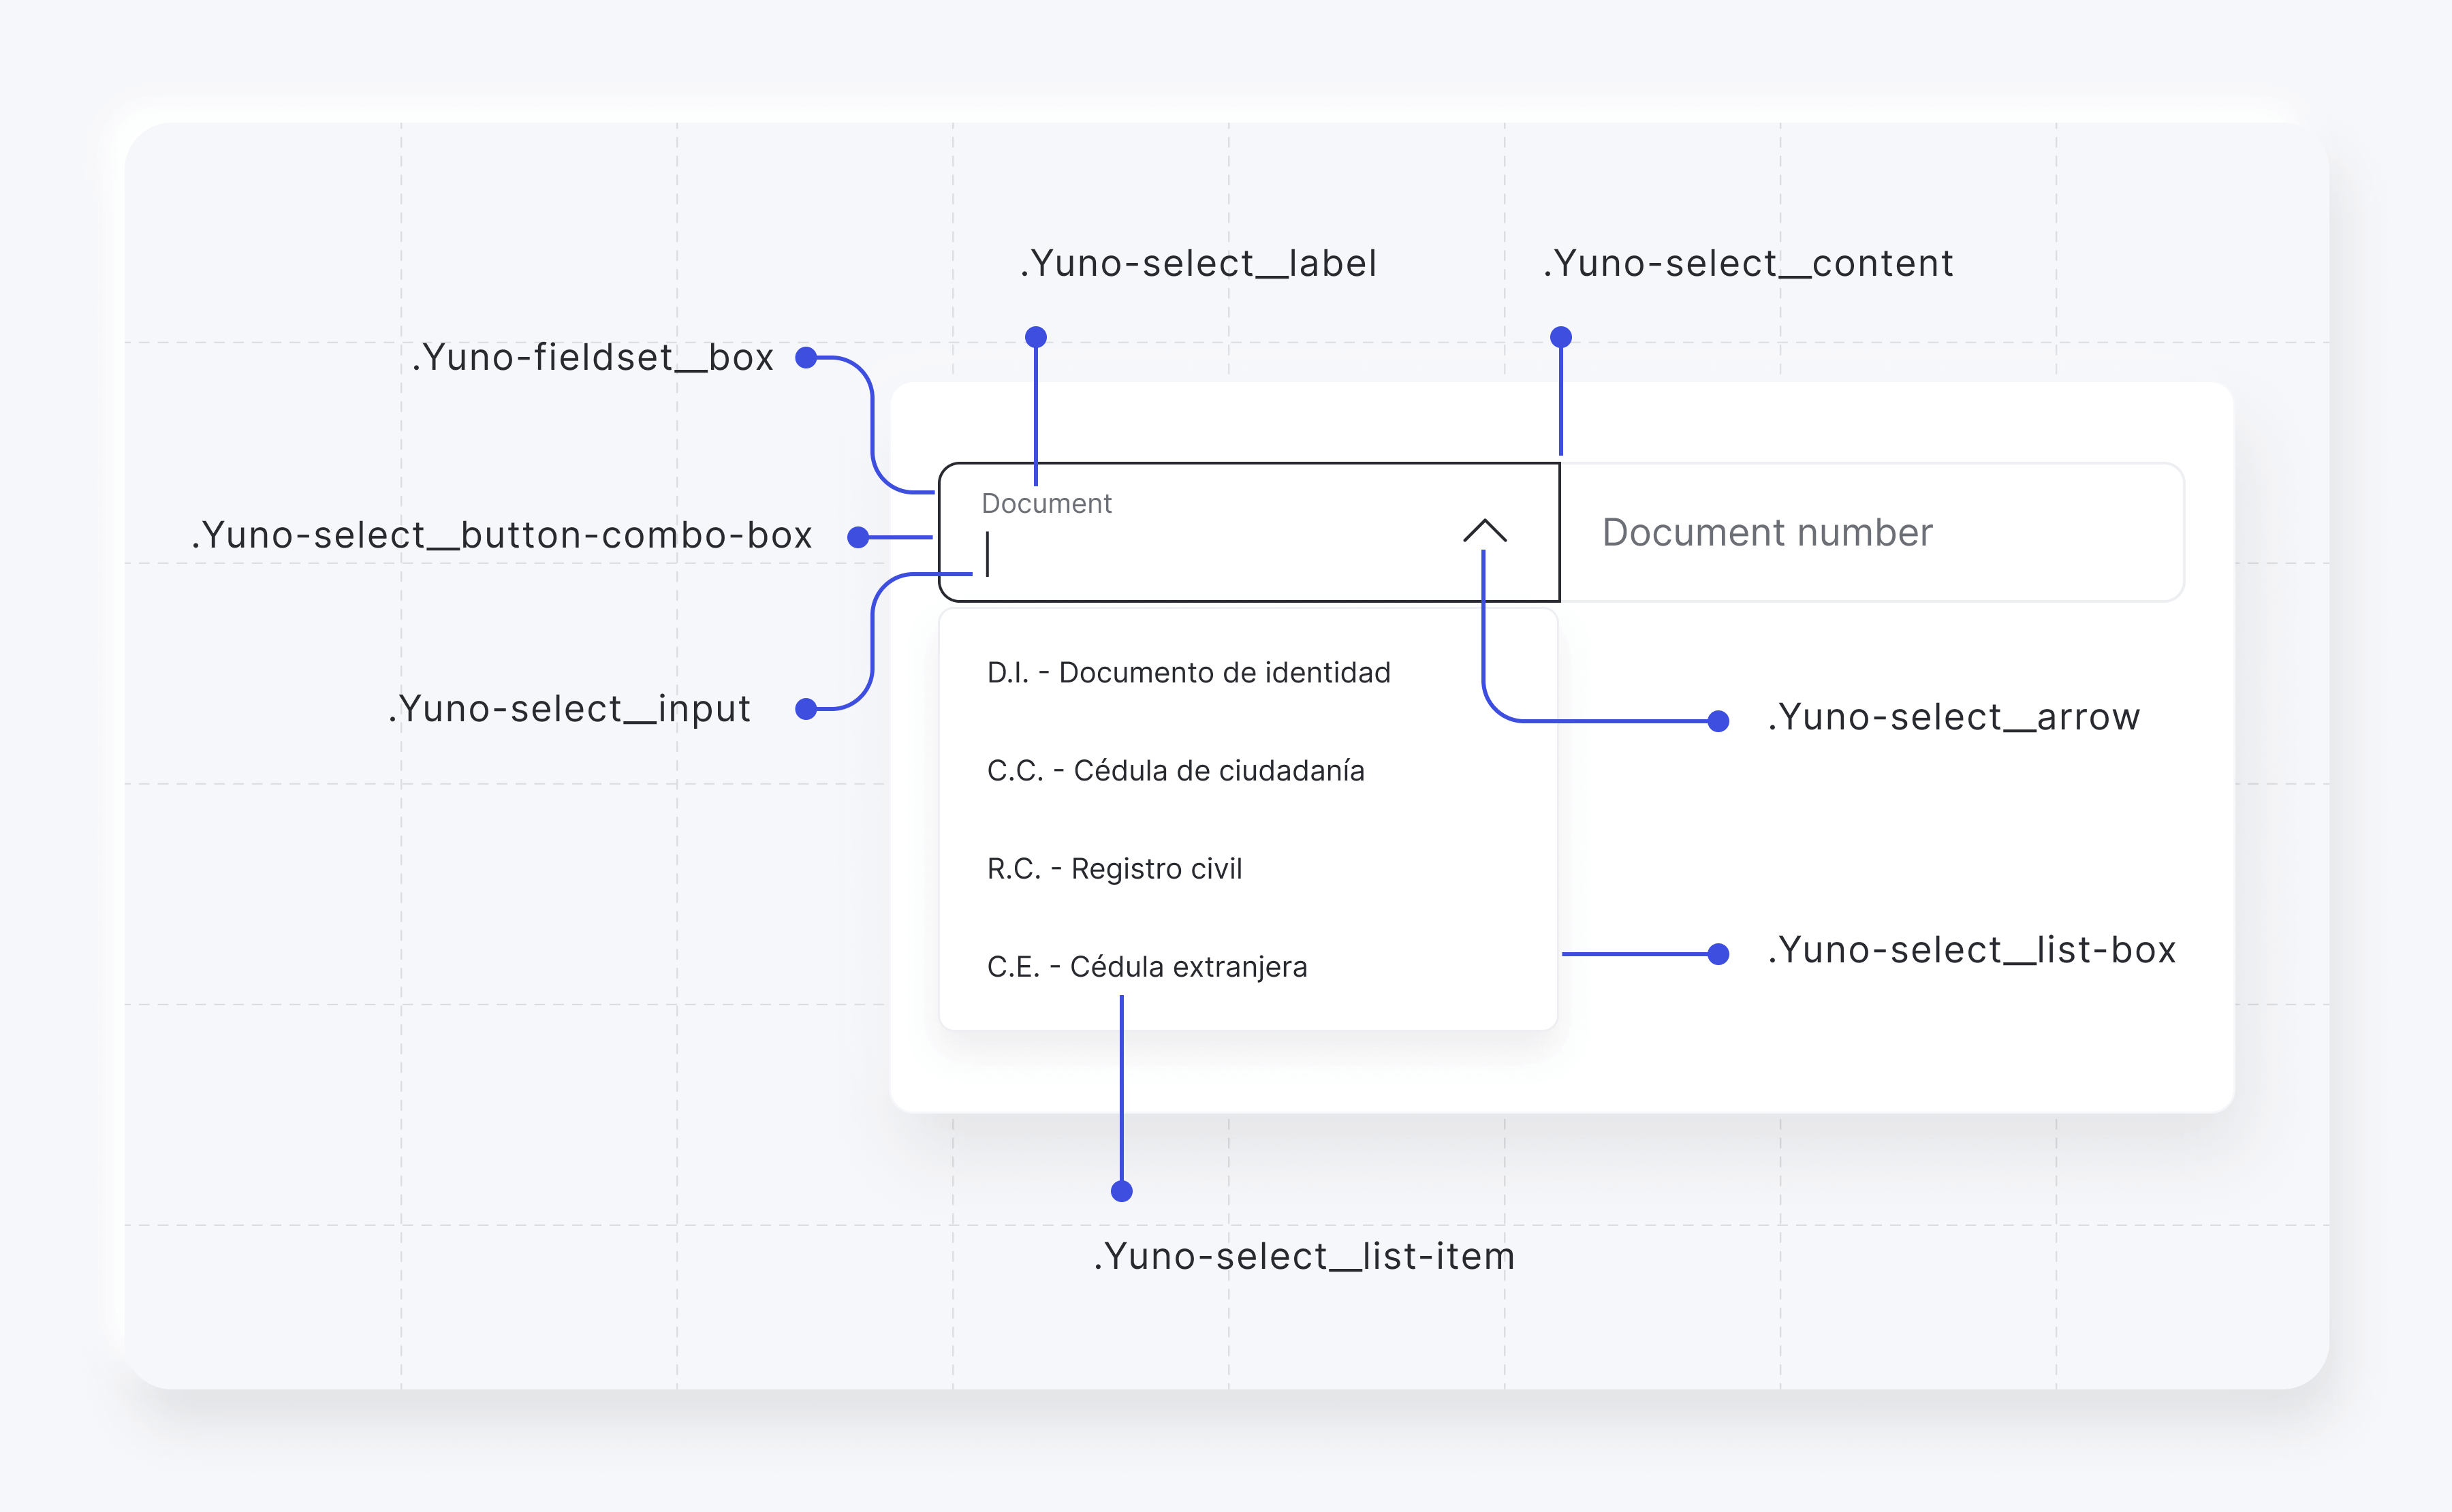 .Yuno-select__label
.Yuno-select__content
.Yuno-fieldset__box
Document
.Yuno-select__button-combo-box
Document number
D.I. - Documento de identidad
.Yuno-select__input
.Yuno-select__arrow
C.C. - Cédula de ciudadanía
R.C. - Registro civil
C.E. - Cédula extranjera
.Yuno-select__list-box
.Yuno-select__list-item